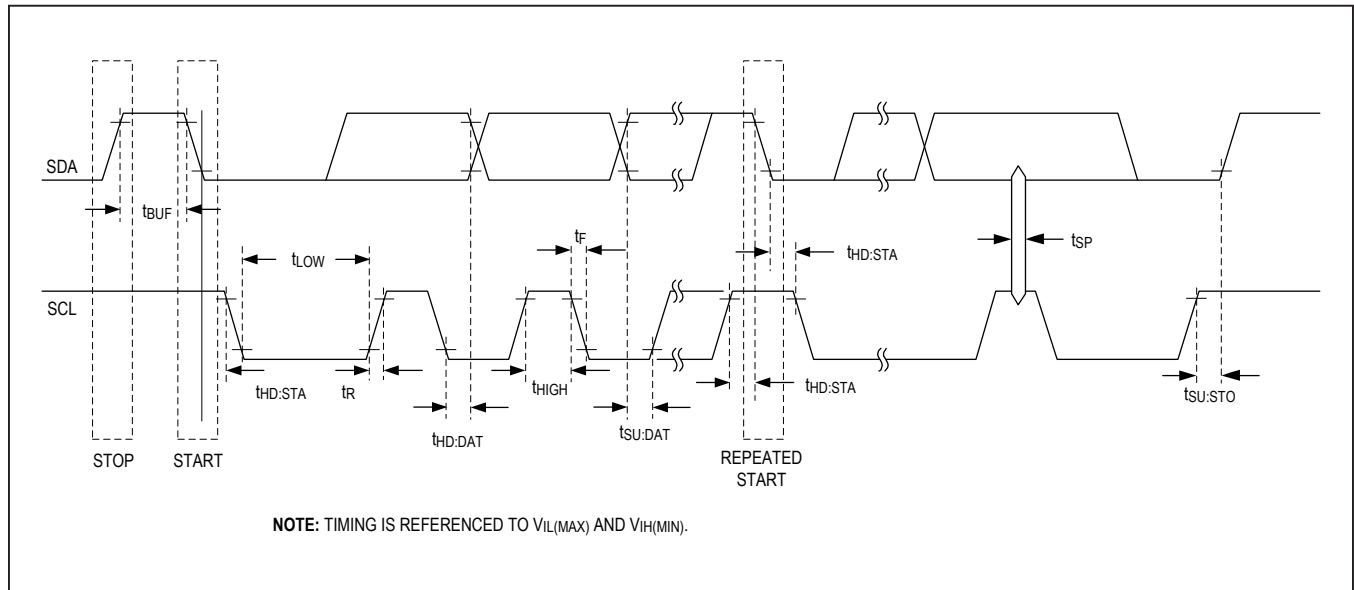 SDA
tBUF
tF
tLOW
tHD:STA
tSP
SCL
tHD:STA
tR
tHIGH
tHD:STA
tHD:DAT
tSU:DAT
tSU:STO
STOP
START
REPEATED
START
NOTE: TIMING IS REFERENCED TO VIL(MAX) AND VIH(MIN).